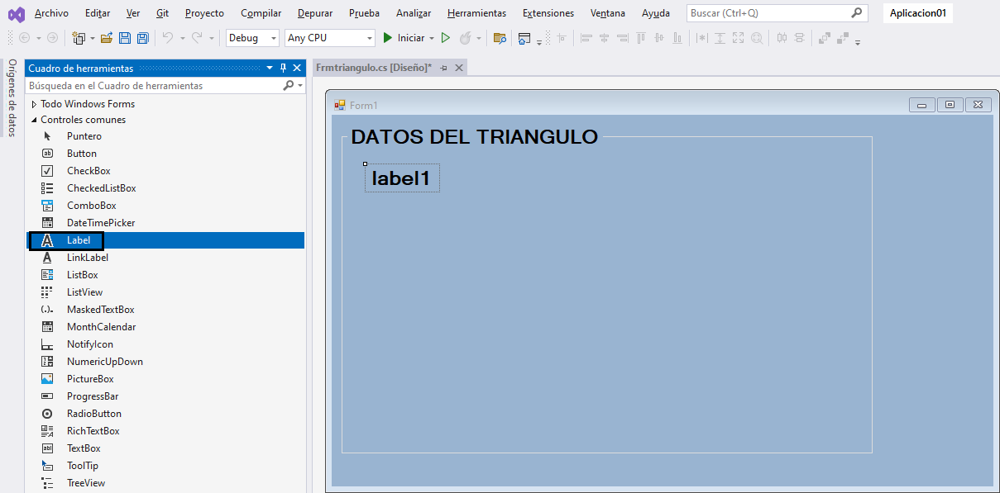 Archivo Editar Ver Git Proyecto Compilar Depurar Prueba Analizar Herramientas Extensiones Ventana Ayuda Buscar (Ctrl+Q) Aplicacion01
Debug Any CPU Iniciar
Orígenes de datos
Cuadro de herramientas
Búsqueda en el Cuadro de herramientas
Todo Windows Forms
Controles comunes
Puntero
Button
CheckBox
CheckedListBox
ComboBox
DateTimePicker
Label
LinkLabel
ListBox
ListView
MaskedTextBox
MonthCalendar
NotifyIcon
NumericUpDown
PictureBox
ProgressBar
RadioButton
RichTextBox
TextBox
ToolTip
TreeView
Frmtriangulo.cs [Diseño]*
Form1
DATOS DEL TRIANGULO
label1